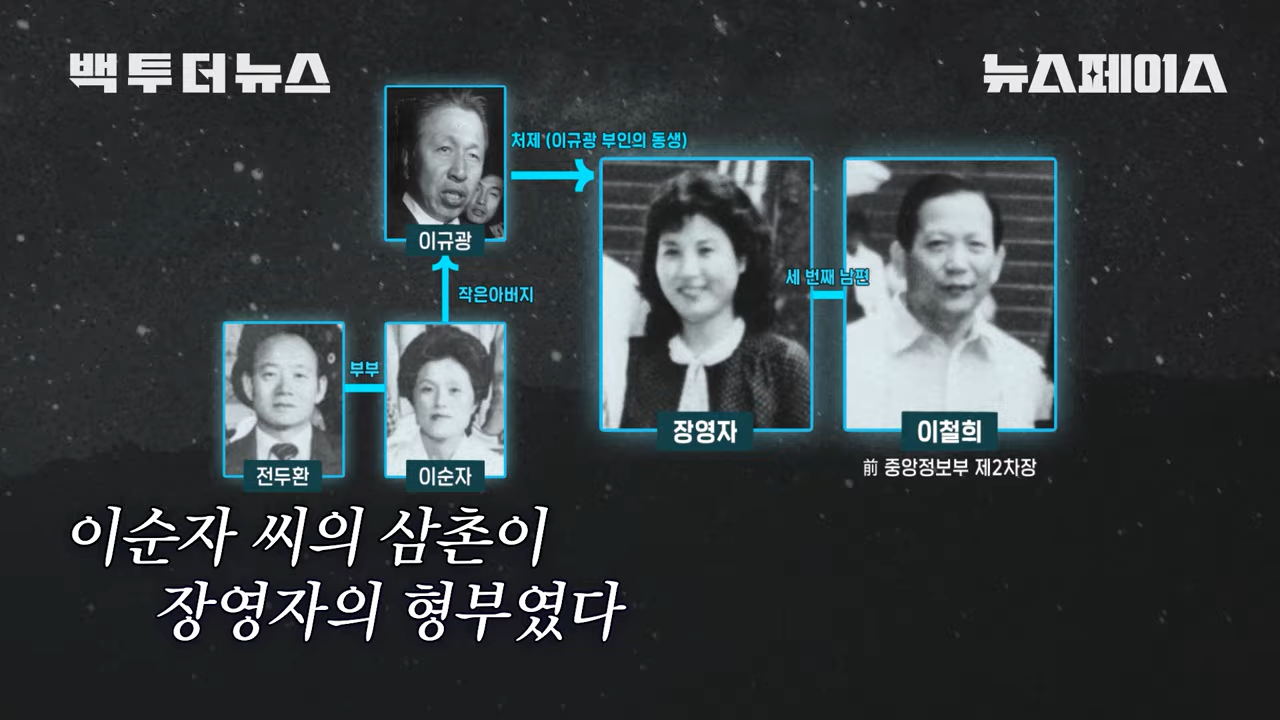 백투더뉴스
뉴스페이스
처제 (이규광 부인의 동생)
이규광
세 번째 남편
작은아버지
부부
장영자
이철희
전두환
이순자
前 중앙정보부 제2차장
이순자 씨의 삼촌이
장영자의 형부였다